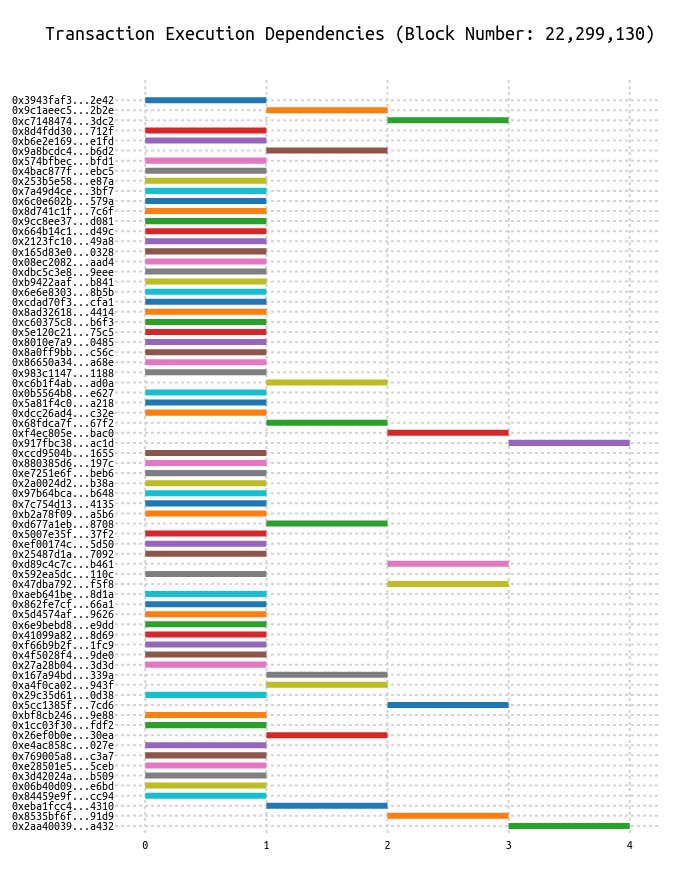 Transaction Execution Dependencies (Block Number: 22,299,130)
0x3943faf3...2e42
0x9c1aeec5...2b2e
0xc7148474...3dc2
0x8d4fdd30...712f
0xb6e2e169...e1fd
0x9a8bcdc4...b6d2
0x574bfbec...bfd1
0x4bac877f...ebc5
0x253b5e58...e87a
0x7a49d4ce...3bf7
0x6c0e602b...579a
0x8d741c1f...7c6f
0x9cc8ee37...d081
0x664b14c1...d49c
0x2123fc10...49a8
0x165d83e0...0328
0x08ec2082...aad4
0xdbc5c3e8...9eee
0xb9422aaf...b841
0x6e6e8303...8b5b
0xcdad70f3...cfa1
0x8ad32618...4414
0xc60375c8...b6f3
0x5e120c21...75c5
0x8010e7a9...0485
0x8a0ff9bb...c56c
0x86650a34...a68e
0x983c1147...1188
0xc6b1f4ab...ad0a
0x0b5564b8...e627
0x5a81f4c0...a218
0xdcc26ad4...c32e
0x68fdca7f...67f2
0xf4ec805e...bac0
0x917fbc38...ac1d
0xccd9504b...1655
0x880385d6...197c
0xe7251e6f...beb6
0x2a0024d2...b38a
0x97b64bca...b648
0x7c754d13...4135
0xb2a78f09...a5b6
0xd677a1eb...8708
0x5007e35f...37f2
0xef00174c...5d50
0x25487d1a...7092
0xd89c4c7c...b461
0x592ea5dc...110c
0x47dba792...f5f8
0xaeb641be...8d1a
0x862fe7cf...66a1
0x5d4574af...9626
0x6e9bebd8...e9dd
0x41099a82...8d69
0xf66b9b2f...1fc9
0x4f5028f4...9de0
0x27a28b04...3d3d
0x167a94bd...339a
0xa4f0ca02...943f
0x29c35d61...0d38
0x5cc1385f...7cd6
0xbf8cb246...9e88
0x1cc03f30...fdf2
0x26ef0b0e...30ea
0xe4ac858c...027e
0x769005a8...c3a7
0xe28501e5...5ceb
0x3d42024a...b509
0x06b40d09...e6bd
0x84459e9f...cc94
0xeba1fcc4...4310
0x8535bf6f...91d9
0x2aa40039...a432
0 1 2 3 4